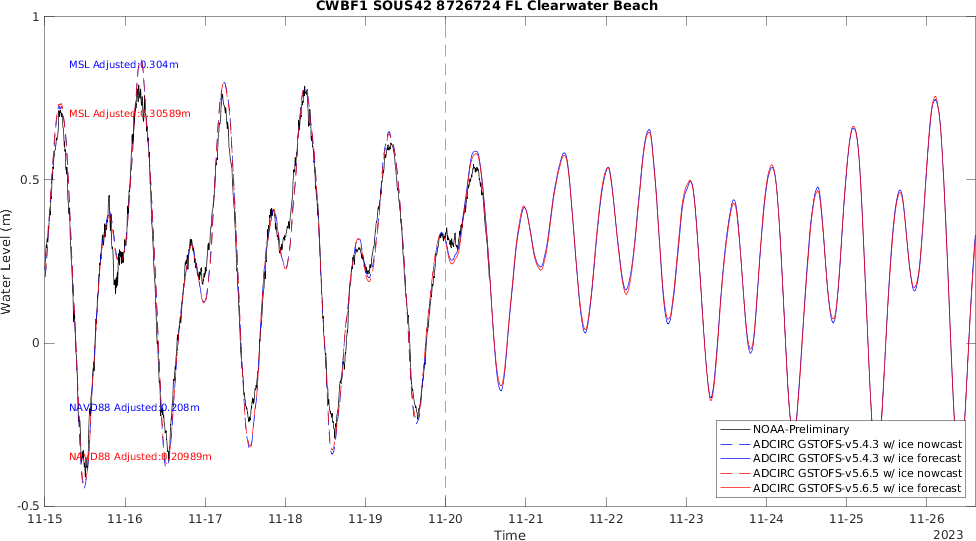 CWBF1 SOUS42 8726724 FL Clearwater Beach
1
MSL Adjusted:0.304m
MSL Adjusted:0.30589m
0.5
Water Level (m)
0
NAVD88 Adjusted:0.208m
NAVD88 Adjusted:0.20989m
-0.5
NOAA-Preliminary
ADCIRC GSTOFS-v5.4.3 w/ ice nowcast
ADCIRC GSTOFS-v5.4.3 w/ ice forecast
ADCIRC GSTOFS-v5.6.5 w/ ice nowcast
ADCIRC GSTOFS-v5.6.5 w/ ice forecast
11-15 11-16 11-17 11-18 11-19 11-20 11-21 11-22 11-23 11-24 11-25 11-26
Time
2023